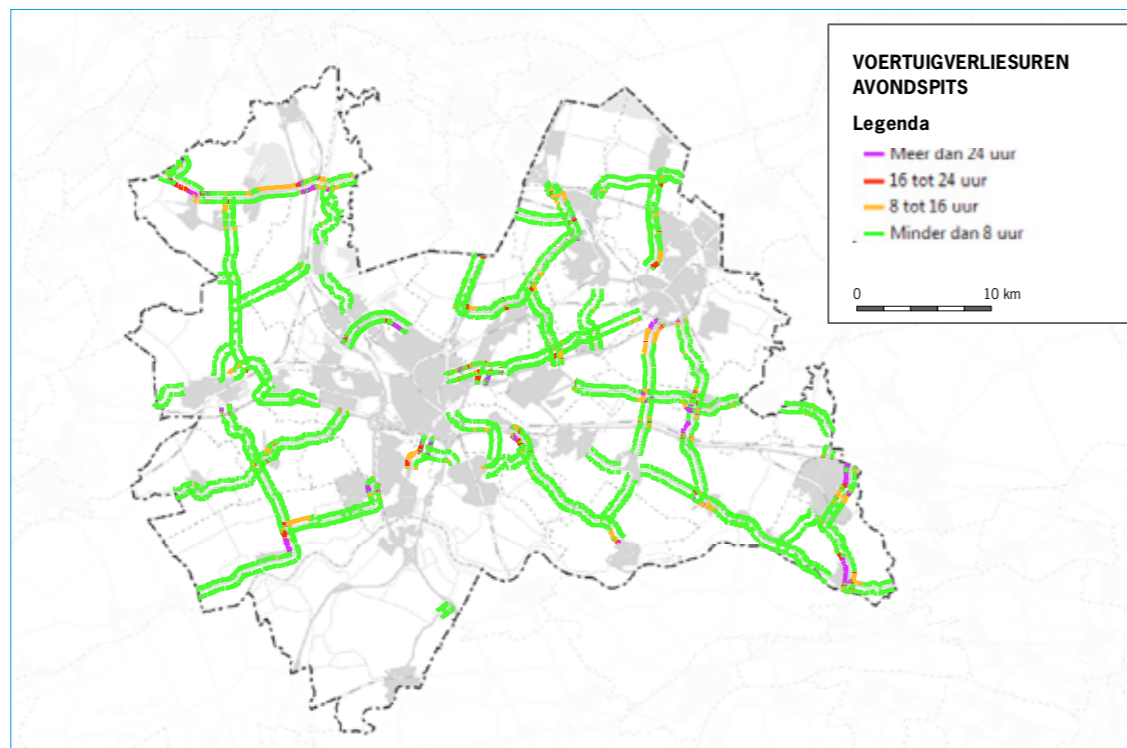 VOERTUIGVERLIESUREN
AVONDSPITS
Legenda
Meer dan 24 uur
16 tot 24 uur
8 tot 16 uur
Minder dan 8 uur
0 10 km